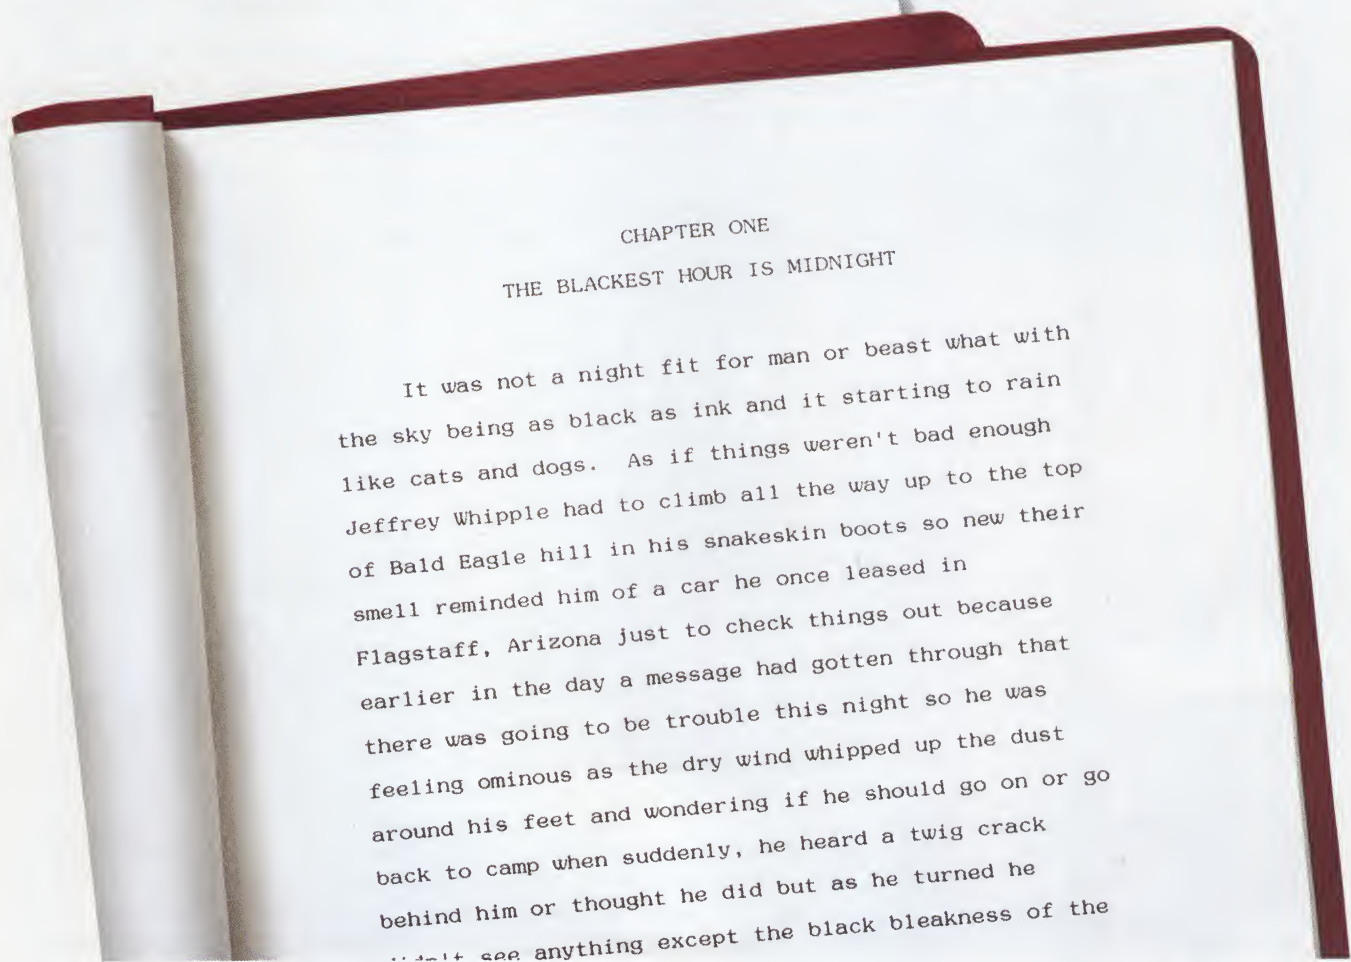 CHAPTER ONE
THE BLACKEST HOUR IS MIDNIGHT
It was not a night fit for man or beast what with
the sky being as black as ink and it starting to rain
like cats and dogs. As if things weren't bad enough
Jeffrey Whipple had to climb all the way up to the top
of Bald Eagle hill in his snakeskin boots so new their
smell reminded him of a car he once leased in
Flagstaff, Arizona just to check things out because
earlier in the day a message had gotten through that
there was going to be trouble this night so he was
feeling ominous as the dry wind whipped up the dust
around his feet and wondering if he should go on or go
back to camp when suddenly, he heard a twig crack
behind him or thought he did but as he turned he
didn't see anything except the black bleakness of the